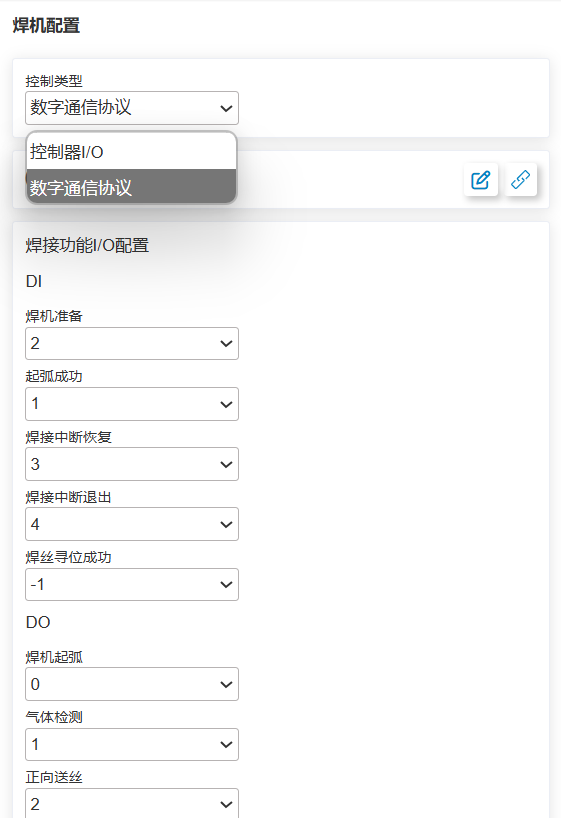 焊机配置
控制类型
数字通信协议
控制器I/O
数字通信协议
焊接功能I/O配置
DI
焊机准备
2
起弧成功
1
焊接中断恢复
3
焊接中断退出
4
焊丝寻位成功
-1
DO
焊机起弧
0
气体检测
1
正向送丝
2